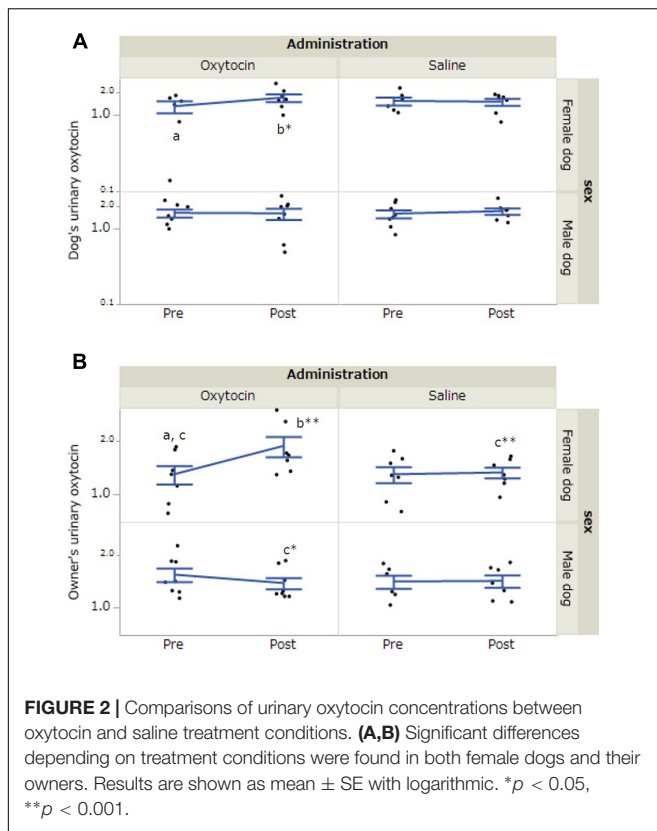 A
Administration
Oxytocin Saline
Dog's urinary oxytocin
2.0
1.0
0.1
a
b*
Female dog
2.0
1.0
0.1
Male dog
sex
Pre Post Pre Post
B
Administration
Oxytocin Saline
Owner's urinary oxytocin
2.0
1.0
a, c
b**
c**
Female dog
2.0
1.0
c*
Male dog
sex
Pre Post Pre Post
FIGURE 2 | Comparisons of urinary oxytocin concentrations between
oxytocin and saline treatment conditions. (A,B) Significant differences
depending on treatment conditions were found in both female dogs and their
owners. Results are shown as mean ± SE with logarithmic. *p < 0.05,
**p < 0.001.